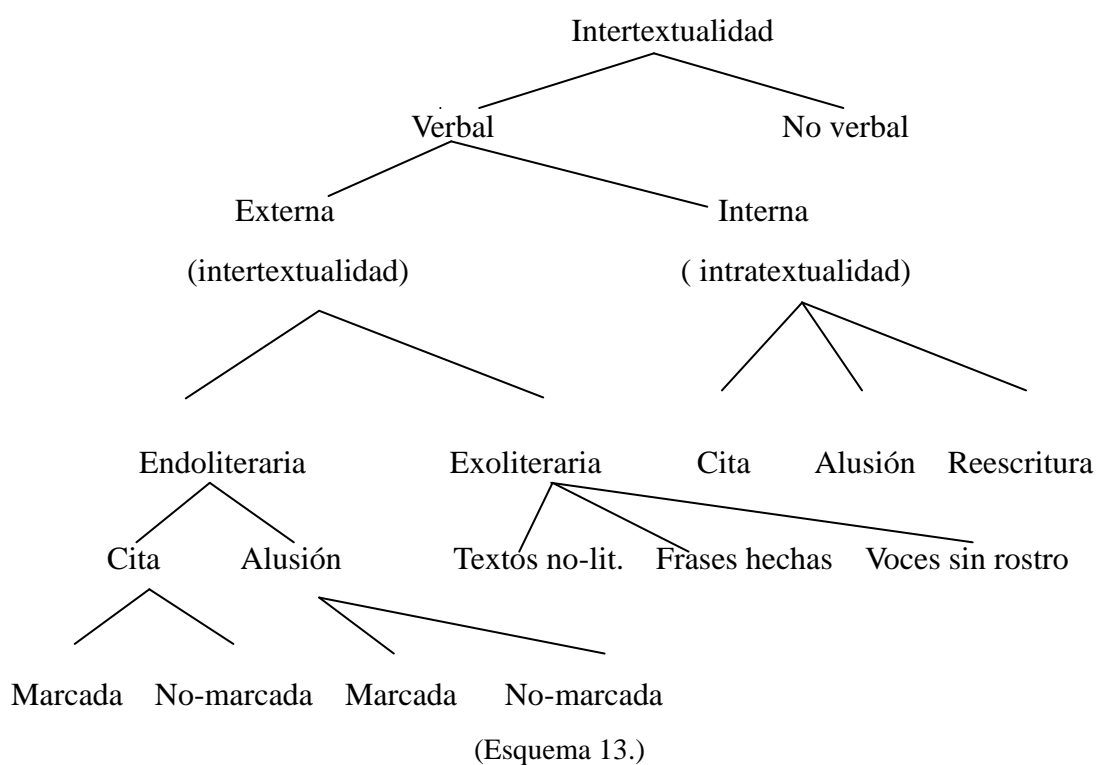 Intertextualidad
Verbal No verbal
Externa Interna
(intertextualidad) ( intratextualidad)
Endoliteraria Exoliteraria Cita Alusión Reescritura
Cita Alusión Textos no-lit. Frases hechas Voces sin rostro
Marcada No-marcada Marcada No-marcada
(Esquema 13.)